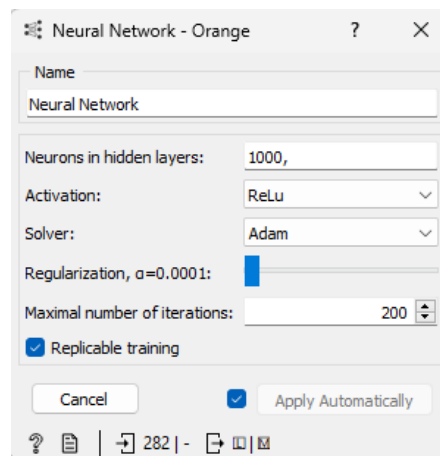 Neural Network - Orange ? ×
Name
Neural Network
Neurons in hidden layers: 1000,
Activation: ReLu
Solver: Adam
Regularization, α=0.0001:
Maximal number of iterations: 200
Replicable training
Cancel Apply Automatically
? 282 | - |